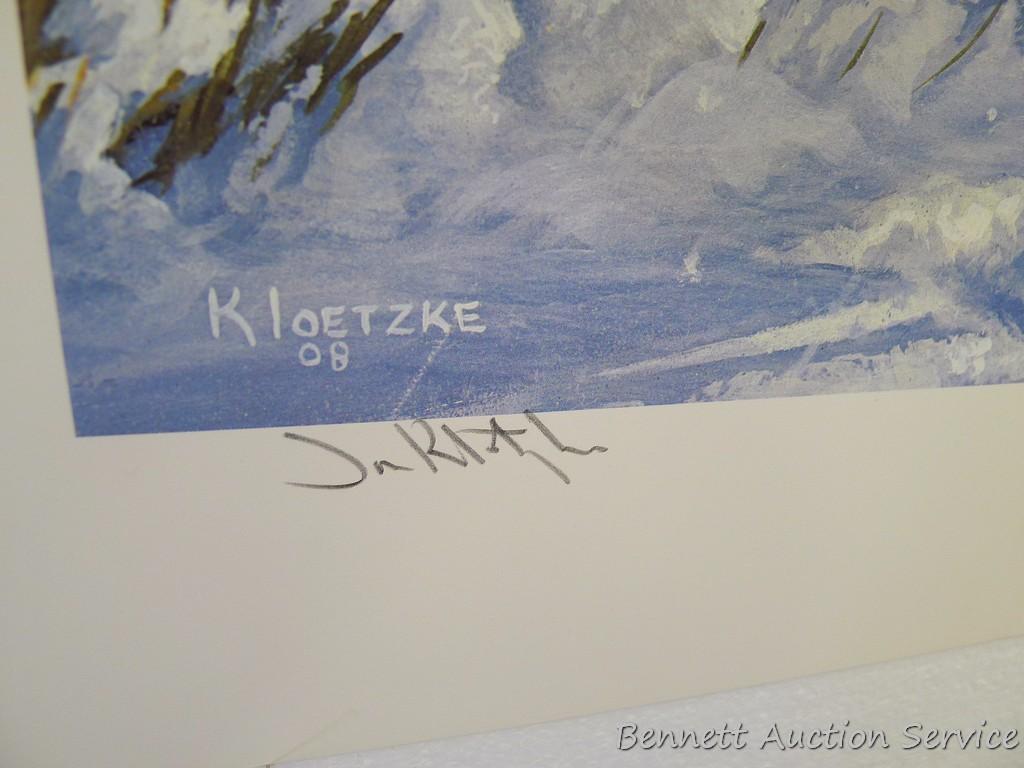 KLOETZKE
08
Bennett Auction Service